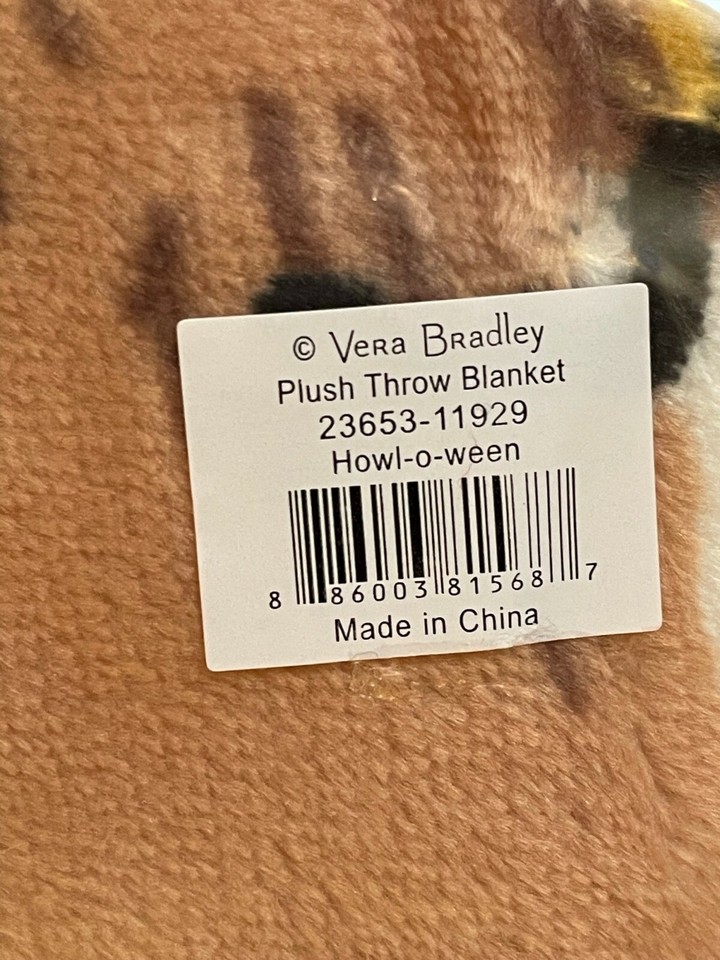 © Vera Bradley
Plush Throw Blanket
23653-11929
Howl-o-ween
8 86003 81568 7
Made in China